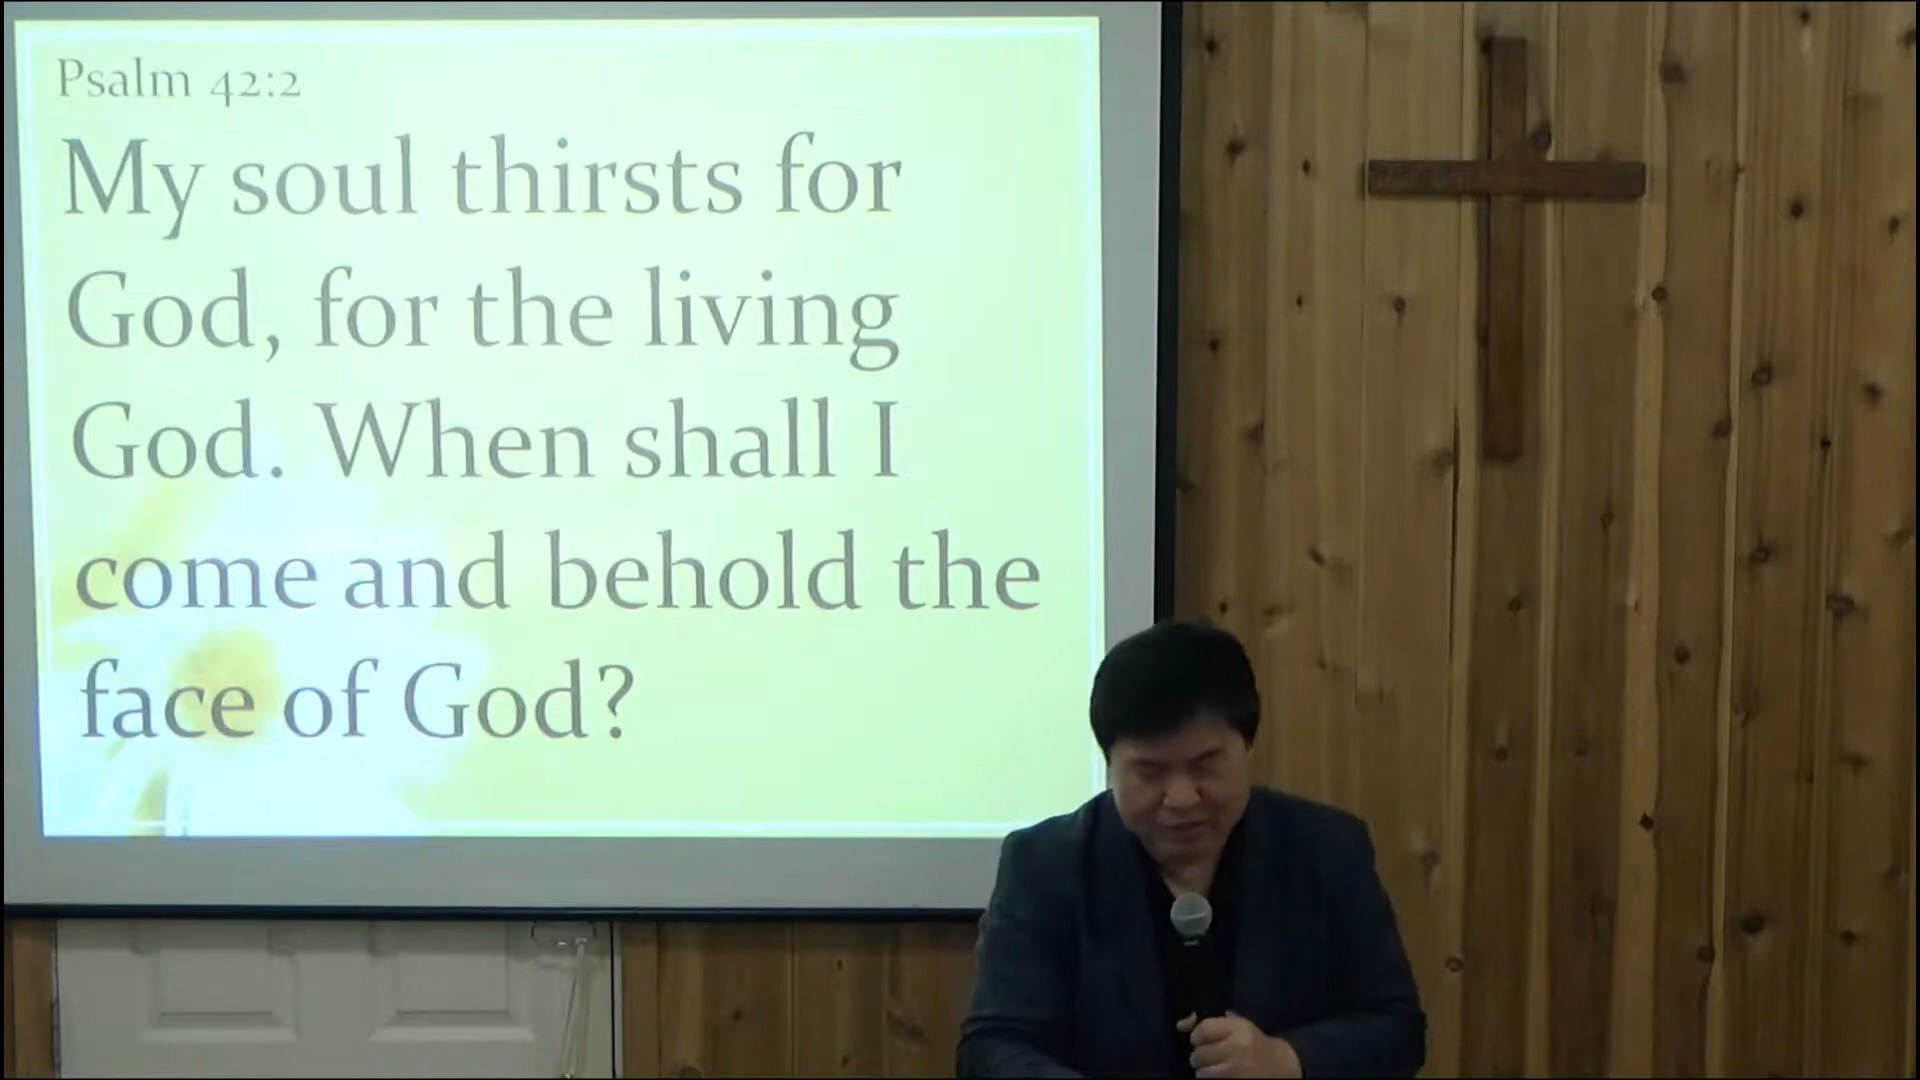 Psalm 42:2
My soul thirsts for
God, for the living
God. When shall I
come and behold the
face of God?